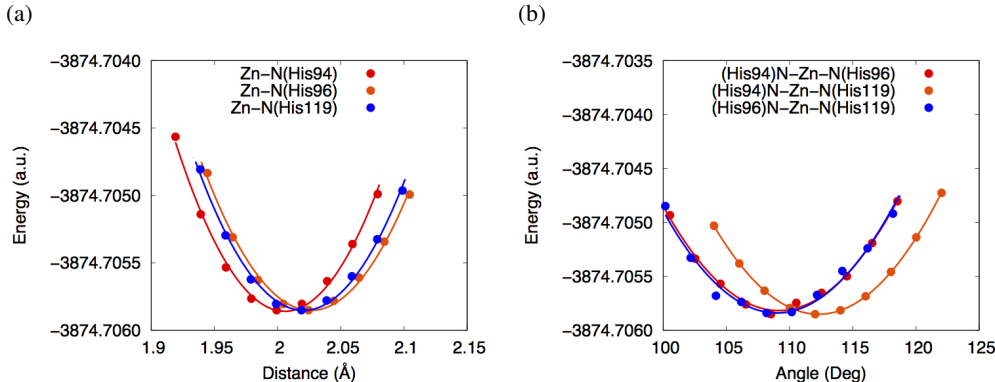 (a)
−3874.7040
−3874.7045
−3874.7050
−3874.7055
−3874.7060
Energy (a.u.)
Zn−N(His94)
Zn−N(His96)
Zn−N(His119)
1.9 1.95 2 2.05 2.1 2.15
Distance (Å)
(b)
−3874.7035
−3874.7040
−3874.7045
−3874.7050
−3874.7055
−3874.7060
Energy (a.u.)
(His94)N−Zn−N(His96)
(His94)N−Zn−N(His119)
(His96)N−Zn−N(His119)
100 105 110 115 120 125
Angle (Deg)